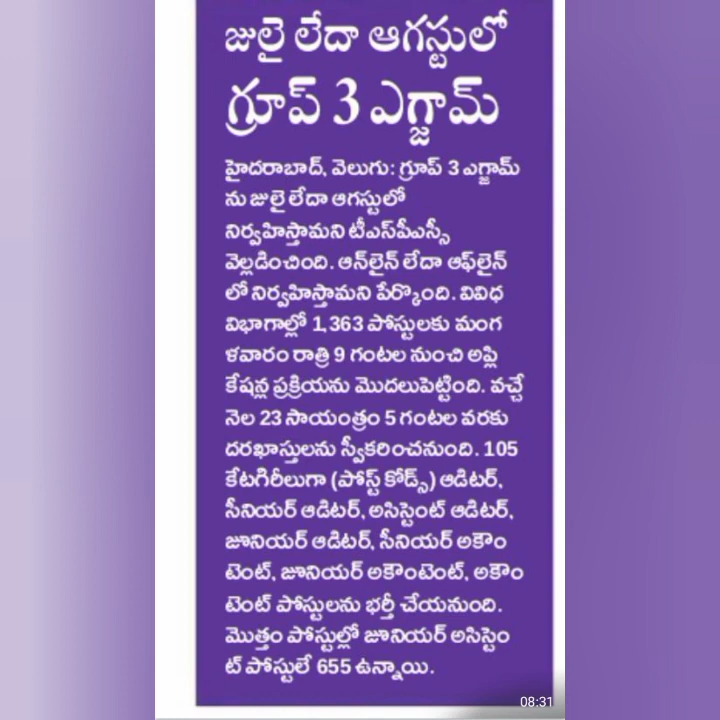 జులై లేదా ఆగస్టులో
గ్రూప్ 3 ఎగ్జామ్
హైదరాబాద్, వెలుగు: గ్రూప్ 3 ఎగ్జామ్
ను జులై లేదా ఆగస్టులో
నిర్వహిస్తామని టీఎస్‌పీఎస్సీ
వెల్లడించింది. ఆన్‌లైన్ లేదా ఆఫ్‌లైన్
లో నిర్వహిస్తామని పేర్కొంది. వివిధ
విభాగాల్లో 1,363 పోస్టులకు మంగ
ళవారం రాత్రి 9 గంటల నుంచి అప్లి
కేషన్ల ప్రక్రియను మొదలుపెట్టింది. వచ్చే
నెల 23 సాయంత్రం 5 గంటల వరకు
దరఖాస్తులను స్వీకరించనుంది. 105
కేటగిరీలుగా (పోస్ట్ కోడ్స్) ఆడిటర్,
సీనియర్ ఆడిటర్, అసిస్టెంట్ ఆడిటర్,
జూనియర్ ఆడిటర్, సీనియర్ అకౌం
టెంట్, జూనియర్ అకౌంటెంట్, అకౌం
టెంట్ పోస్టులను భర్తీ చేయనుంది.
మొత్తం పోస్టుల్లో జూనియర్ అసిస్టెం
ట్ పోస్టులే 655 ఉన్నాయి.
08:31